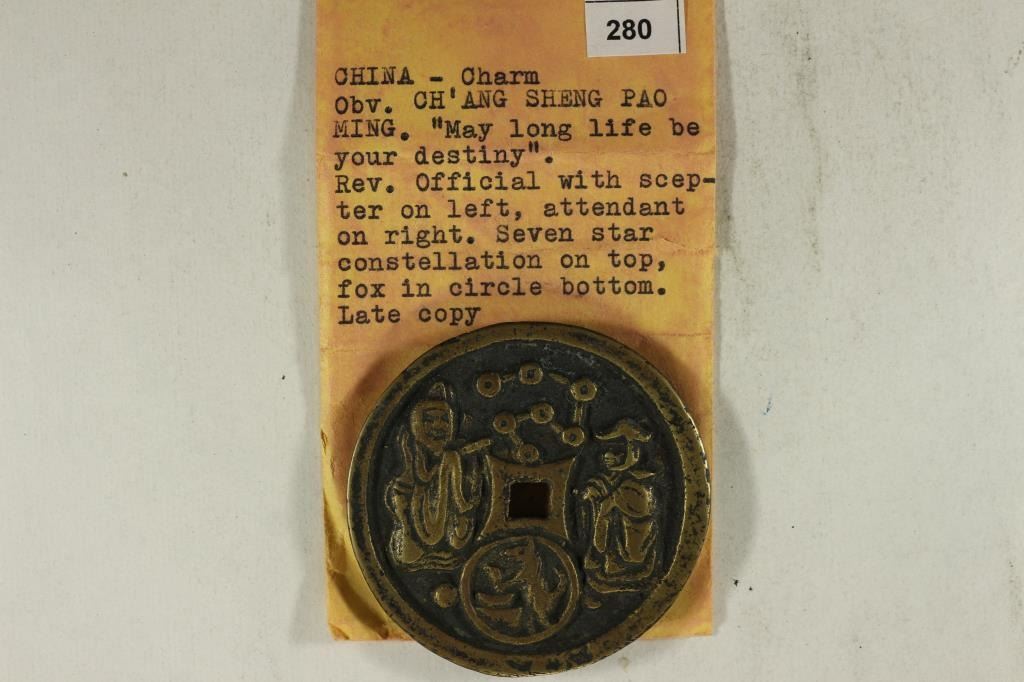 280
CHINA - Charm
Obv. CH'ANG SHENG PAO
MING. "May long life be
your destiny".
Rev. Official with scep-
ter on left, attendant
on right. Seven star
constellation on top,
fox in circle bottom.
Late copy